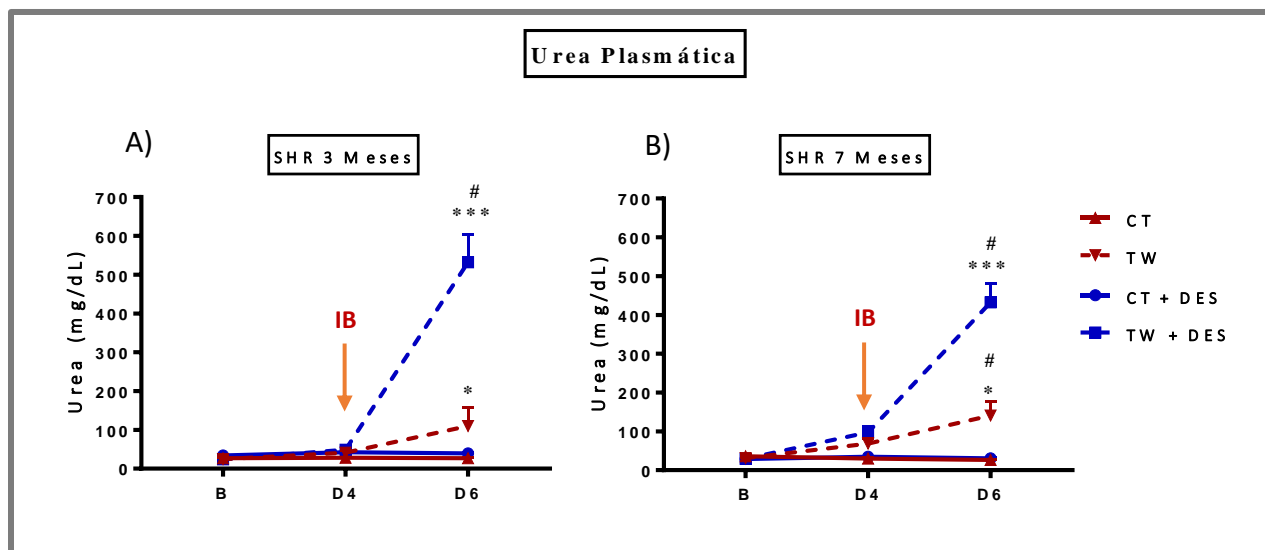 Urea Plasmática
A)
SHR 3 Meses
Urea (mg/dL)
700
600
500
400
300
200
100
0
IB
#
***
*
B D4 D6
B)
SHR 7 Meses
Urea (mg/dL)
700
600
500
400
300
200
100
0
IB
#
***
#
*
B D4 D6
CT
TW
CT + DES
TW + DES